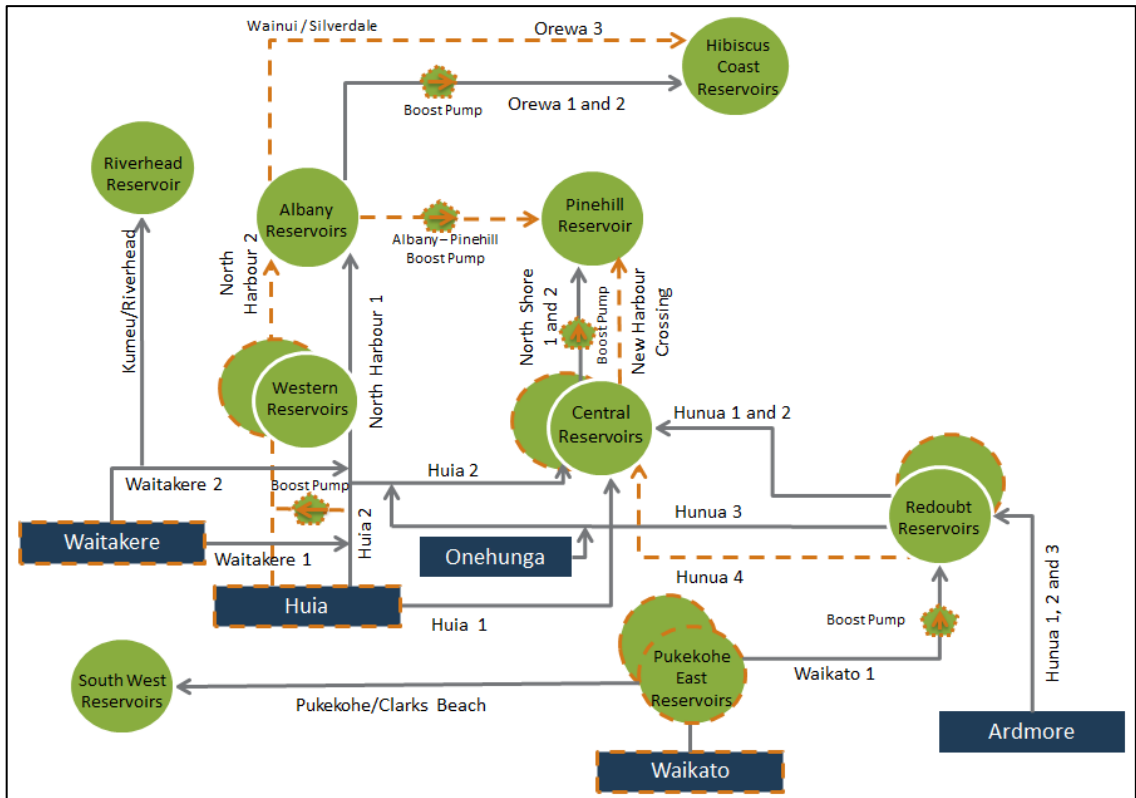 Wainui / Silverdale
Orewa 3
Hibiscus
Coast
Reservoirs
Boost Pump
Orewa 1 and 2
Riverhead
Reservoir
Albany
Reservoirs
Pinehill
Reservoir
Albany – Pinehill
Boost Pump
North
Harbour 2
Kumeu/Riverhead
North Harbour 1
North Shore
1 and 2
Boost Pump
New Harbour
Crossing
Western
Reservoirs
Central
Reservoirs
Hunua 1 and 2
Huia 2
Waitakere 2
Boost Pump
Redoubt
Reservoirs
Hunua 3
Waitakere
Waitakere 1
Huia 2
Onehunga
Hunua 4
Huia
Huia 1
Boost Pump
Hunua 1, 2 and 3
Pukekohe
East
Reservoirs
Waikato 1
South West
Reservoirs
Pukekohe/Clarks Beach
Ardmore
Waikato